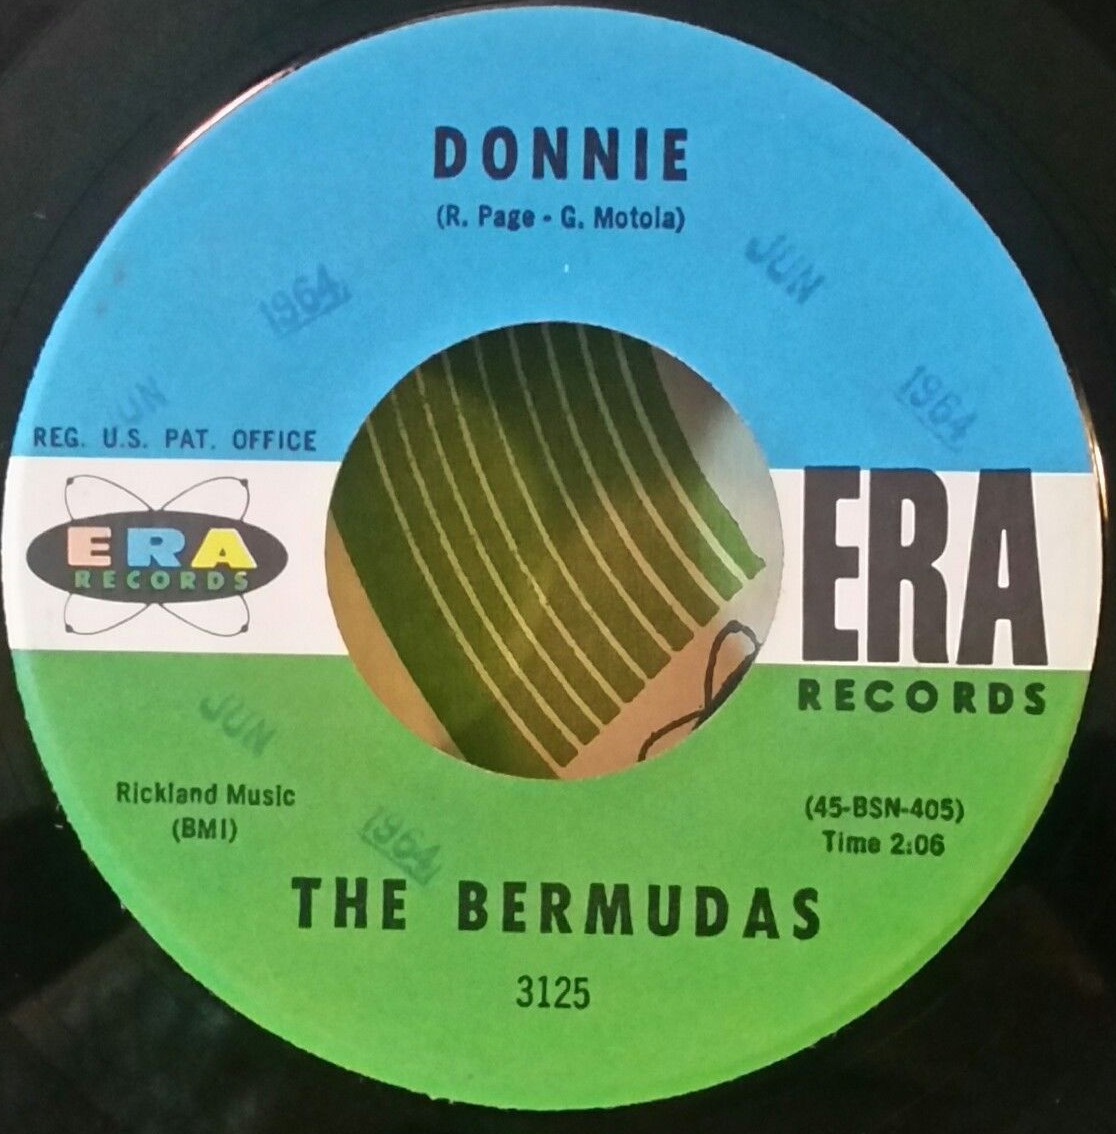 DONNIE
(R. Page - G. Motola)
1964
JUN
JUN
1964
REG. U.S. PAT. OFFICE
ERA
RECORDS
ERA
RECORDS
JUN
Rickland Music
(BMI)
(45-BSN-405)
Time 2:06
1964
THE BERMUDAS
3125